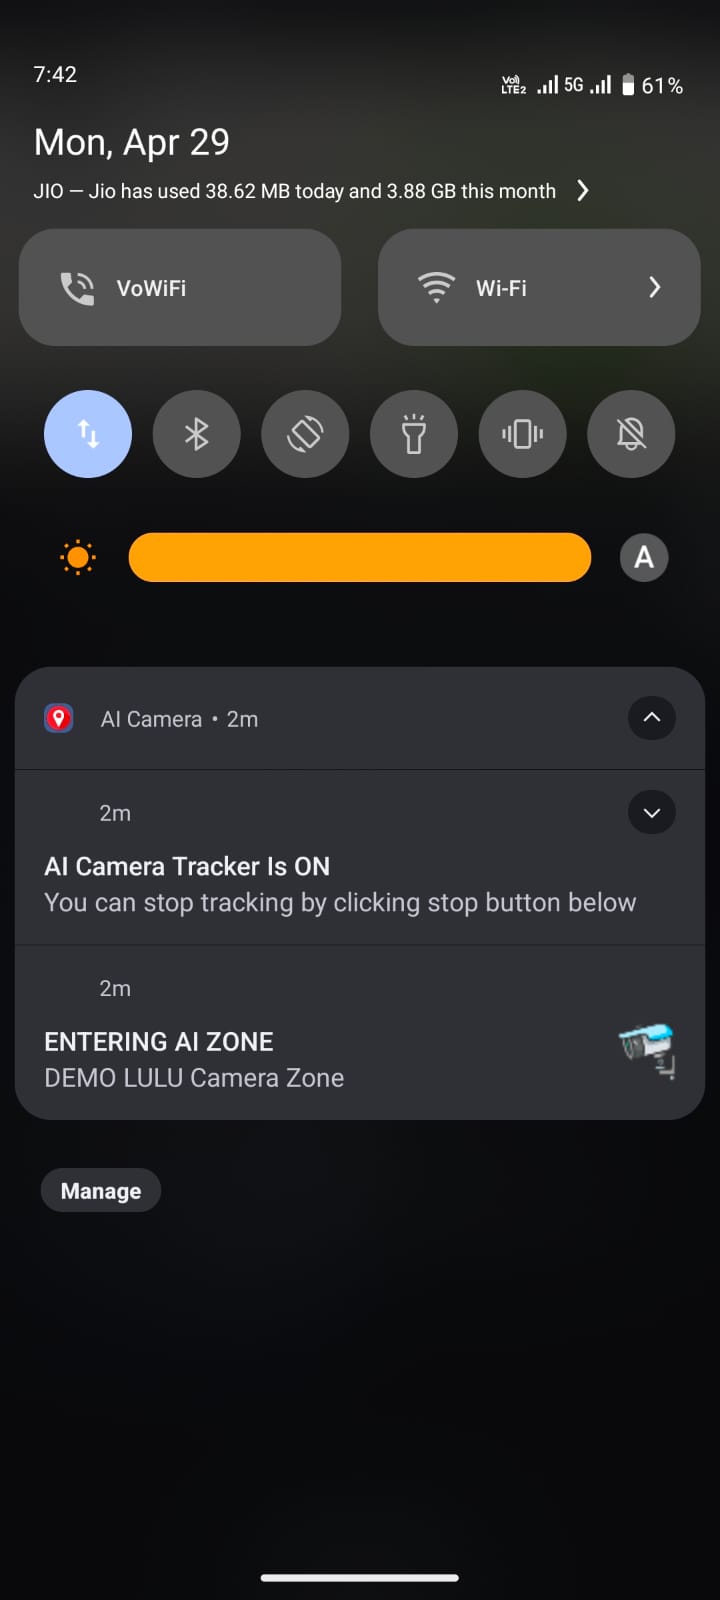 7:42
Vo)) LTE2 5G 61%
Mon, Apr 29
JIO — Jio has used 38.62 MB today and 3.88 GB this month
VoWiFi
Wi-Fi
A
AI Camera • 2m
2m
AI Camera Tracker Is ON
You can stop tracking by clicking stop button below
2m
ENTERING AI ZONE
DEMO LULU Camera Zone
Manage